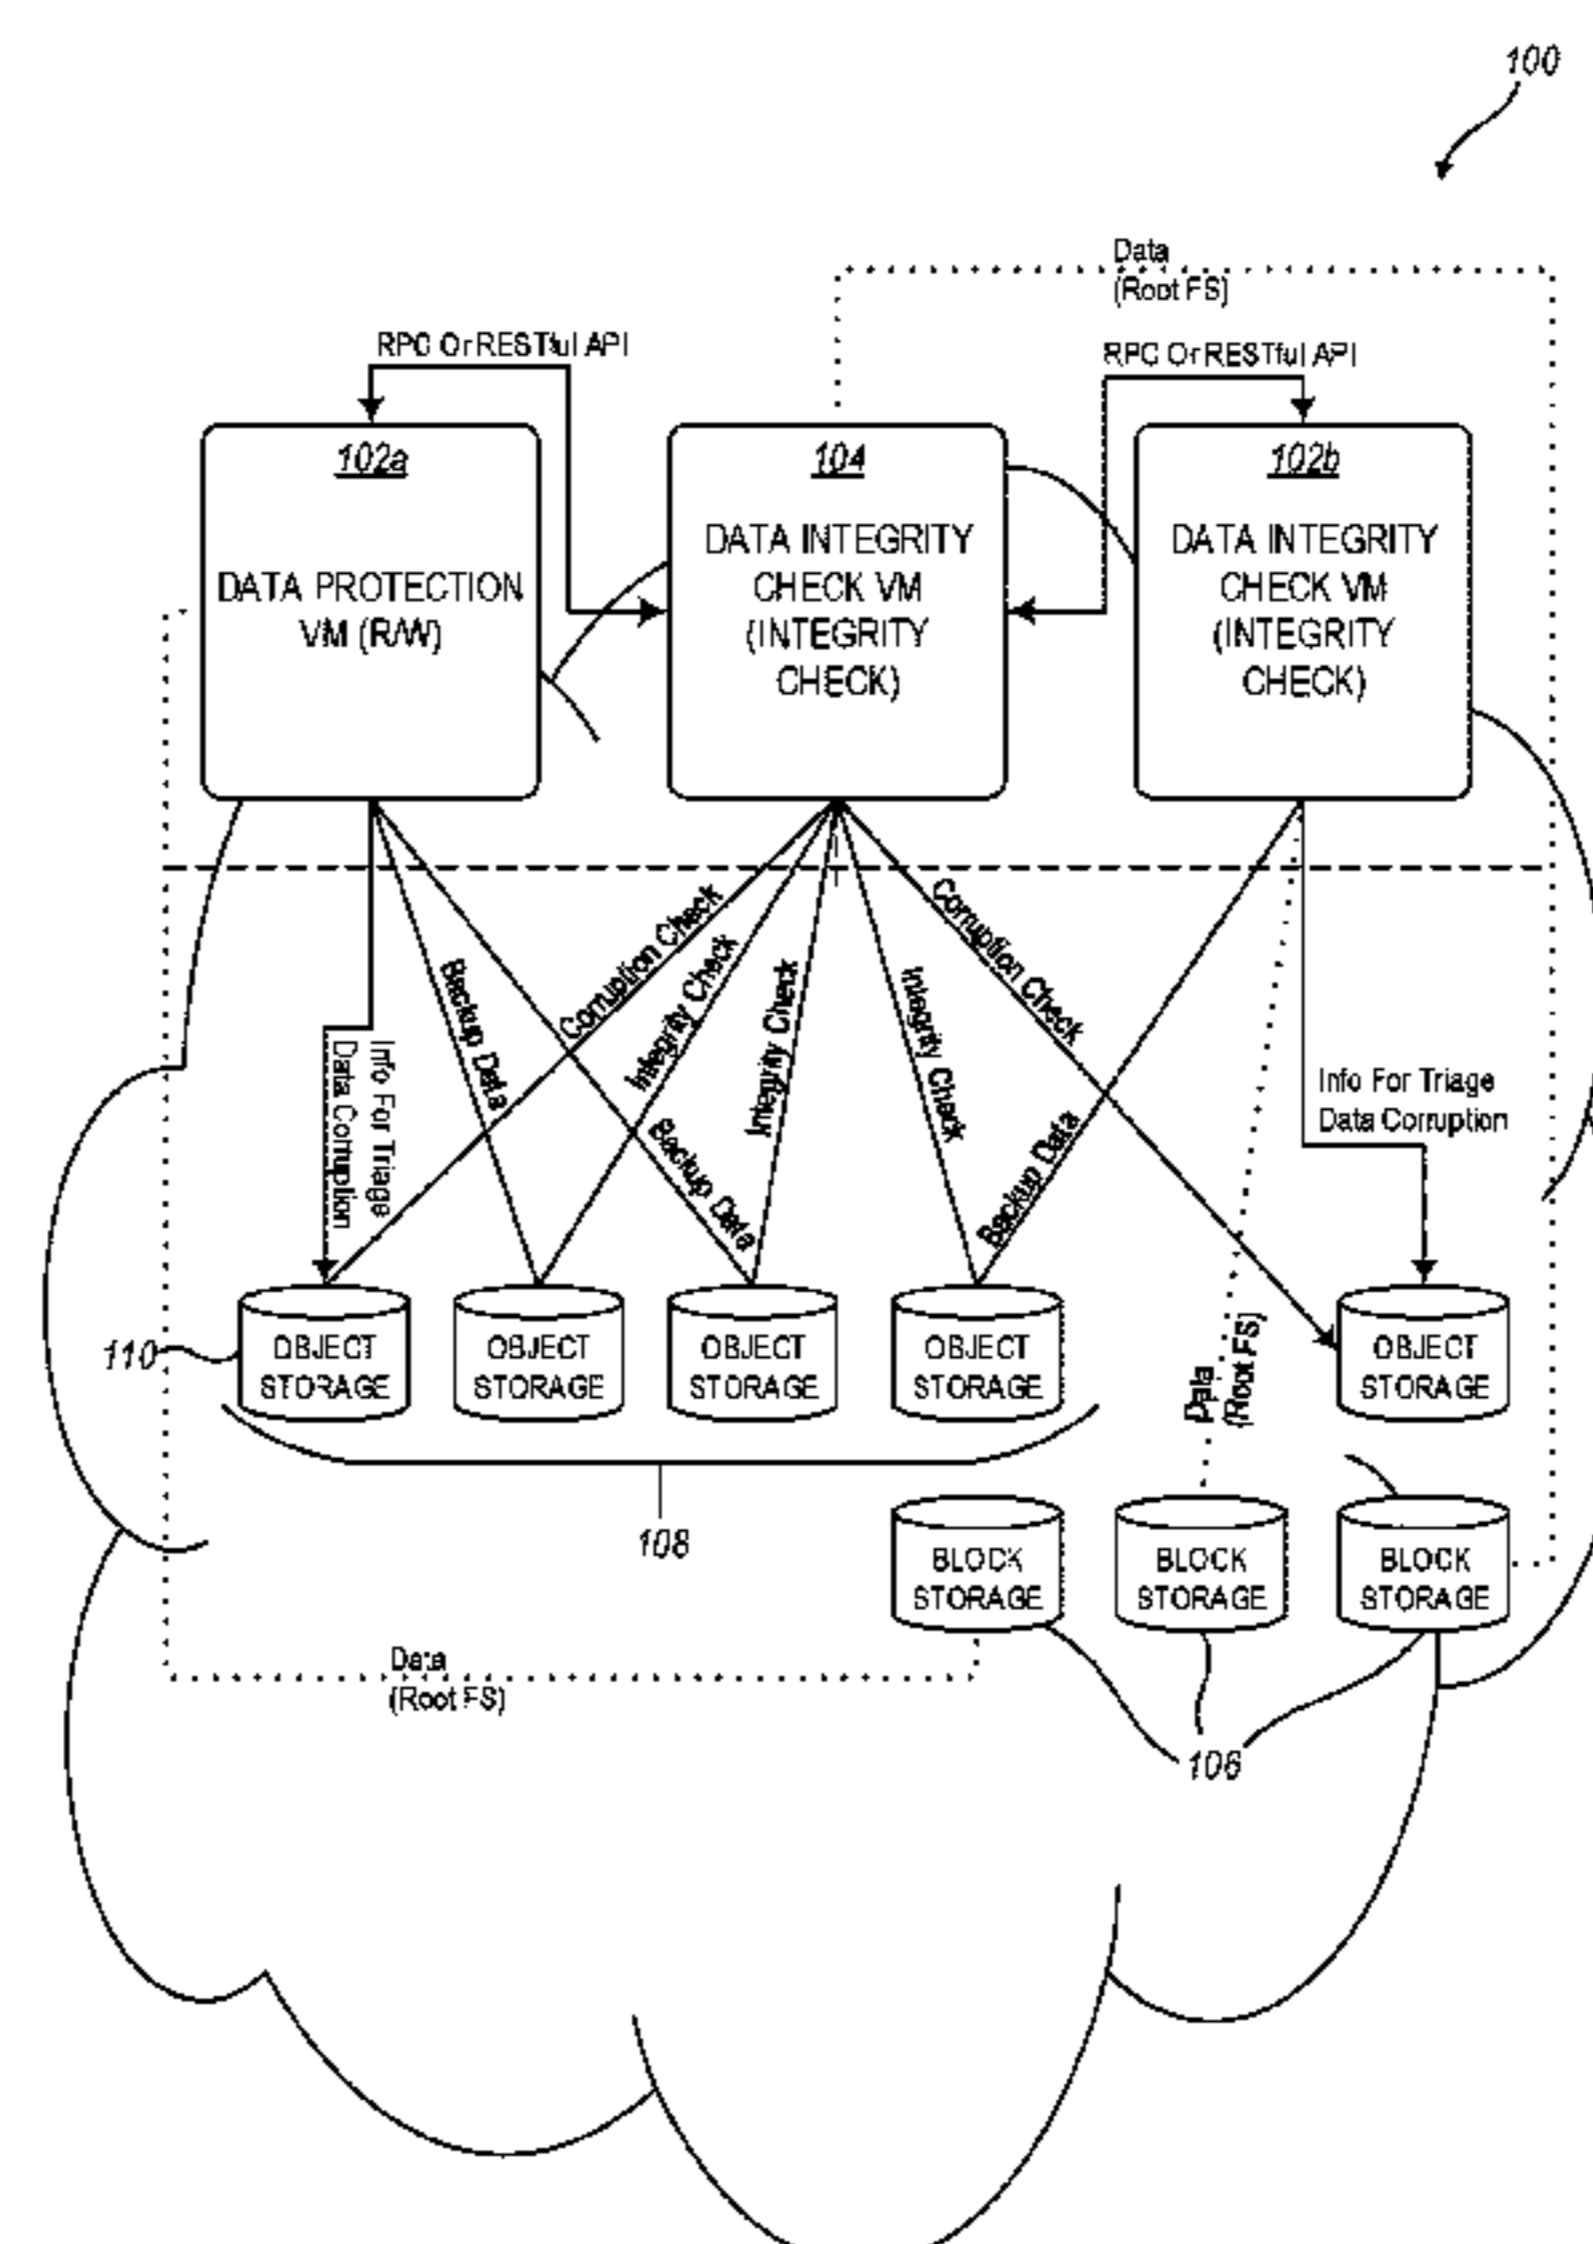 100
Data
(Root FS)
RPC Or RESTful API
RPC Or RESTful API
102a
DATA PROTECTION
VM (R/W)
104
DATA INTEGRITY
CHECK VM
(INTEGRITY
CHECK)
102b
DATA INTEGRITY
CHECK VM
(INTEGRITY
CHECK)
Info For Triage
Data Corruption
Backup Data
Corruption Check
Integrity Check
Backup Data
Integrity Check
Integrity Check
Corruption Check
Backup Data
Info For Triage
Data Corruption
110
OBJECT
STORAGE
OBJECT
STORAGE
OBJECT
STORAGE
OBJECT
STORAGE
Data
(Root FS)
OBJECT
STORAGE
108
BLOCK
STORAGE
BLOCK
STORAGE
BLOCK
STORAGE
Data
(Root FS)
106